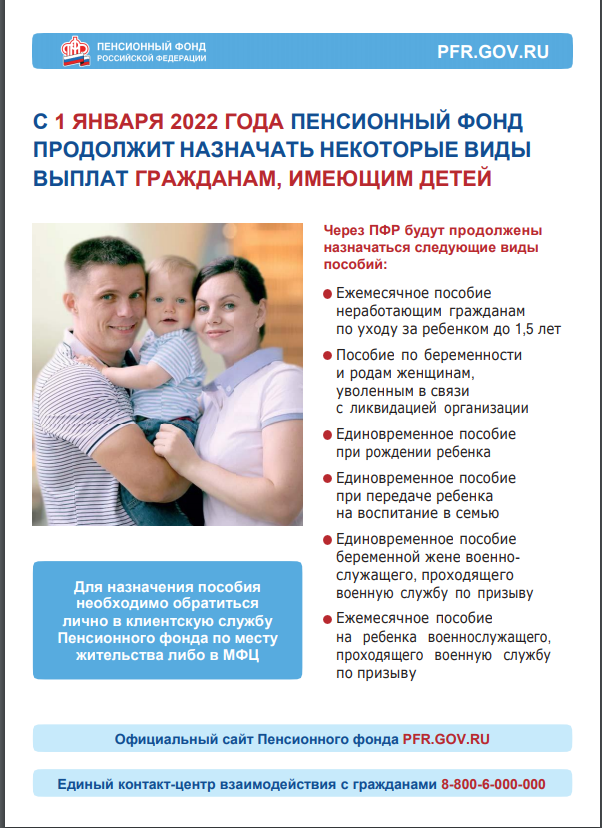 ПЕНСИОННЫЙ ФОНД
РОССИЙСКОЙ ФЕДЕРАЦИИ
PFR.GOV.RU
С 1 ЯНВАРЯ 2022 ГОДА ПЕНСИОННЫЙ ФОНД
ПРОДОЛЖИТ НАЗНАЧАТЬ НЕКОТОРЫЕ ВИДЫ
ВЫПЛАТ ГРАЖДАНАМ, ИМЕЮЩИМ ДЕТЕЙ
Через ПФР будут продолжены
назначаться следующие виды
пособий:
Ежемесячное пособие
неработающим гражданам
по уходу за ребенком до 1,5 лет
Пособие по беременности
и родам женщинам,
уволенным в связи
с ликвидацией организации
Единовременное пособие
при рождении ребенка
Единовременное пособие
при передаче ребенка
на воспитание в семью
Единовременное пособие
беременной жене военно-
служащего, проходящего
военную службу по призыву
Ежемесячное пособие
на ребенка военнослужащего,
проходящего военную службу
по призыву
Для назначения пособия
необходимо обратиться
лично в клиентскую службу
Пенсионного фонда по месту
жительства либо в МФЦ
Официальный сайт Пенсионного фонда PFR.GOV.RU
Единый контакт-центр взаимодействия с гражданами 8-800-6-000-000